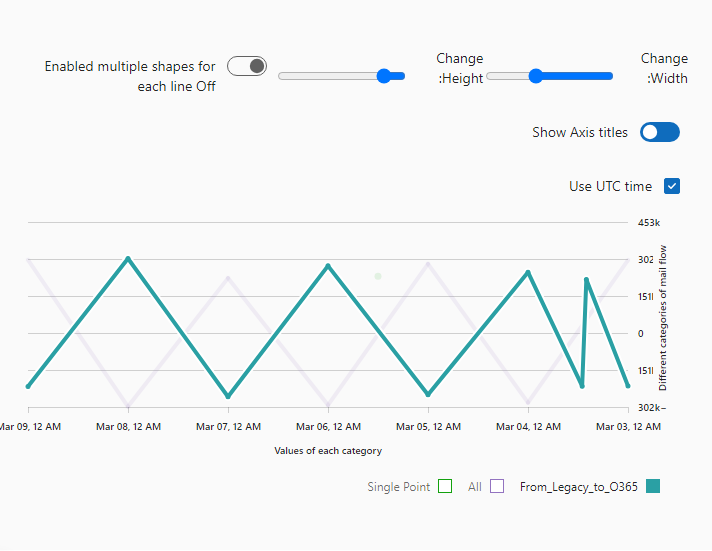 Enabled multiple shapes for
each line Off
Change
:Height
Change
:Width
Show Axis titles
Use UTC time
453k
302
151l
0
151l
302k−
Different categories of mail flow
Mar 09, 12 AM
Mar 08, 12 AM
Mar 07, 12 AM
Mar 06, 12 AM
Mar 05, 12 AM
Mar 04, 12 AM
Mar 03, 12 AM
Values of each category
Single Point
All
From_Legacy_to_O365